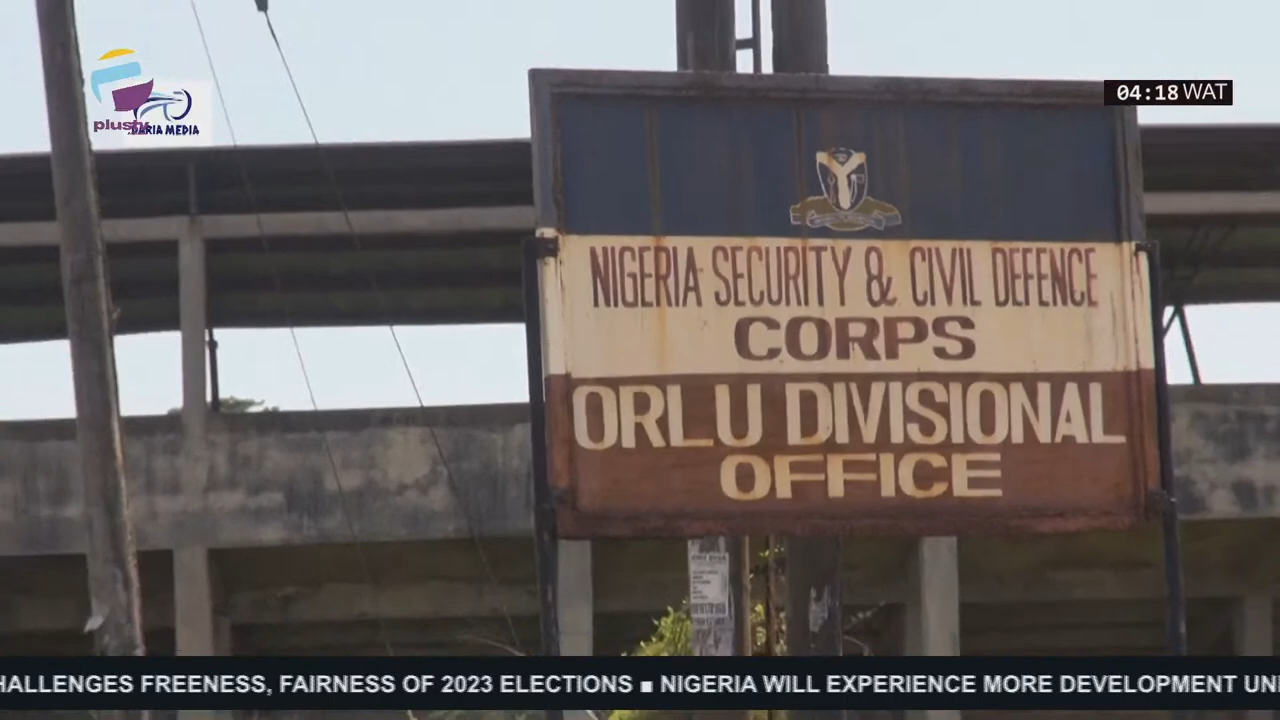 plustv
DARIA MEDIA
04:18 WAT
NIGERIA SECURITY & CIVIL DEFENCE
CORPS
ORLU DIVISIONAL
OFFICE
HALLENGES FREENESS, FAIRNESS OF 2023 ELECTIONS ■ NIGERIA WILL EXPERIENCE MORE DEVELOPMENT UN